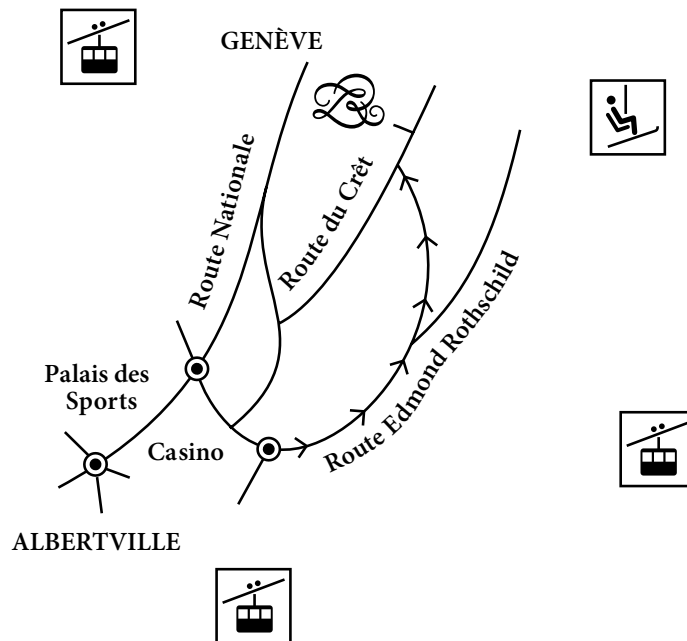 GENÈVE
Route Nationale
Route du Crêt
Route Edmond Rothschild
Palais des
Sports
Casino
ALBERTVILLE